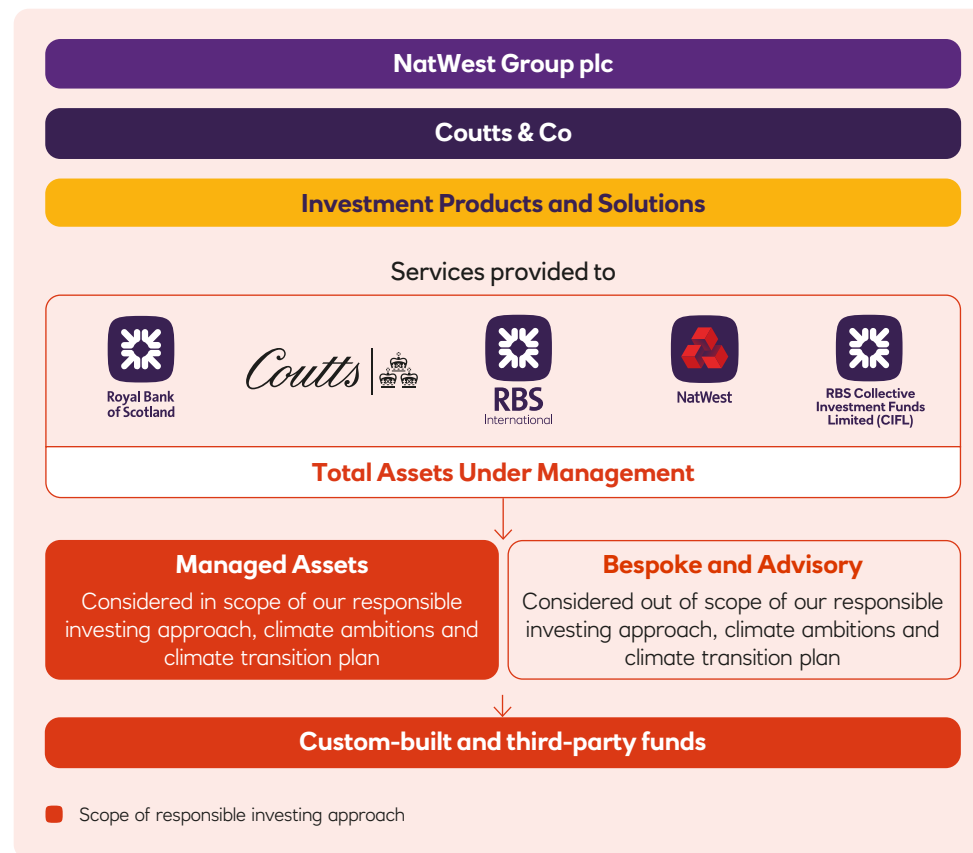 NatWest Group plc
Coutts & Co
Investment Products and Solutions
Services provided to
Royal Bank
of Scotland
Coutts
RBS
International
NatWest
RBS Collective
Investment Funds
Limited (CIFL)
Total Assets Under Management
Managed Assets
Considered in scope of our responsible
investing approach, climate ambitions and
climate transition plan
Bespoke and Advisory
Considered out of scope of our responsible
investing approach, climate ambitions and
climate transition plan
Custom-built and third-party funds
Scope of responsible investing approach